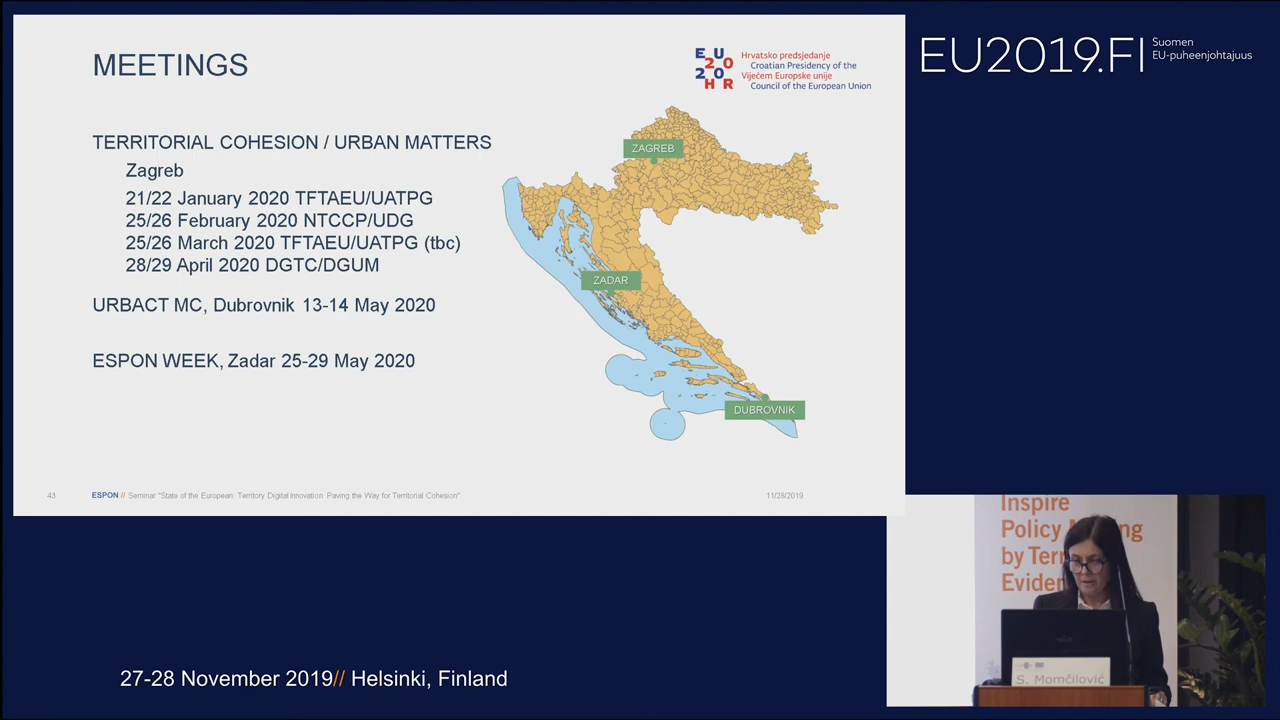 MEETINGS
E U
2 0
2 0
H R
Hrvatsko predsjedanje
Croatian Presidency of the
Vijećem Europske unije
Council of the European Union
EU2019.FI
Suomen
EU-puheenjohtajuus
TERRITORIAL COHESION / URBAN MATTERS
Zagreb
21/22 January 2020 TFTAEU/UATPG
25/26 February 2020 NTCCP/UDG
25/26 March 2020 TFTAEU/UATPG (tbc)
28/29 April 2020 DGTC/DGUM
URBACT MC, Dubrovnik 13-14 May 2020
ESPON WEEK, Zadar 25-29 May 2020
ZAGREB
ZADAR
DUBROVNIK
43
ESPON // Seminar "State of the European Territory Digital Innovation Paving the Way for Territorial Cohesion"
11/28/2019
Inspire
Policy
by
S. Momčilović
27-28 November 2019// Helsinki, Finland